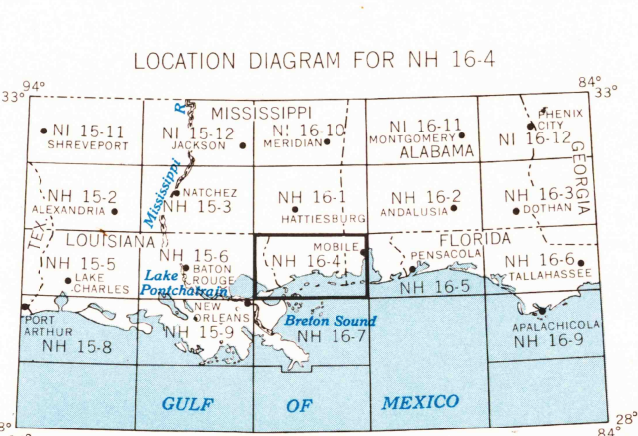 LOCATION DIAGRAM FOR NH 16-4
94° 84°
33° 33°
R
MISSISSIPPI
PHENIX
CITY
NI 15-11
SHREVEPORT
NI 15-12
JACKSON
NI 16-10
MERIDIAN
NI 16-11
MONTGOMERY
ALABAMA
NI 16-12
GEORGIA
Mississippi
NH 15-2
ALEXANDRIA
NATCHEZ
NH 15-3
NH 16-1
HATTIESBURG
NH 16-2
ANDALUSIA
NH 16-3
DOTHAN
TEX
LOUISIANA
NH 15-5
LAKE
CHARLES
NH 15-6
BATON
ROUGE
Lake
Pontchatrain
MOBILE
NH 16-4
FLORIDA
PENSACOLA
NH 16-5
NH 16-6
TALLAHASSEE
PORT
ARTHUR
NH 15-8
NEW
ORLEANS
NH 15-9
Breton Sound
NH 16-7
APALACHICOLA
NH 16-9
GULF OF MEXICO
8° 28°
84°